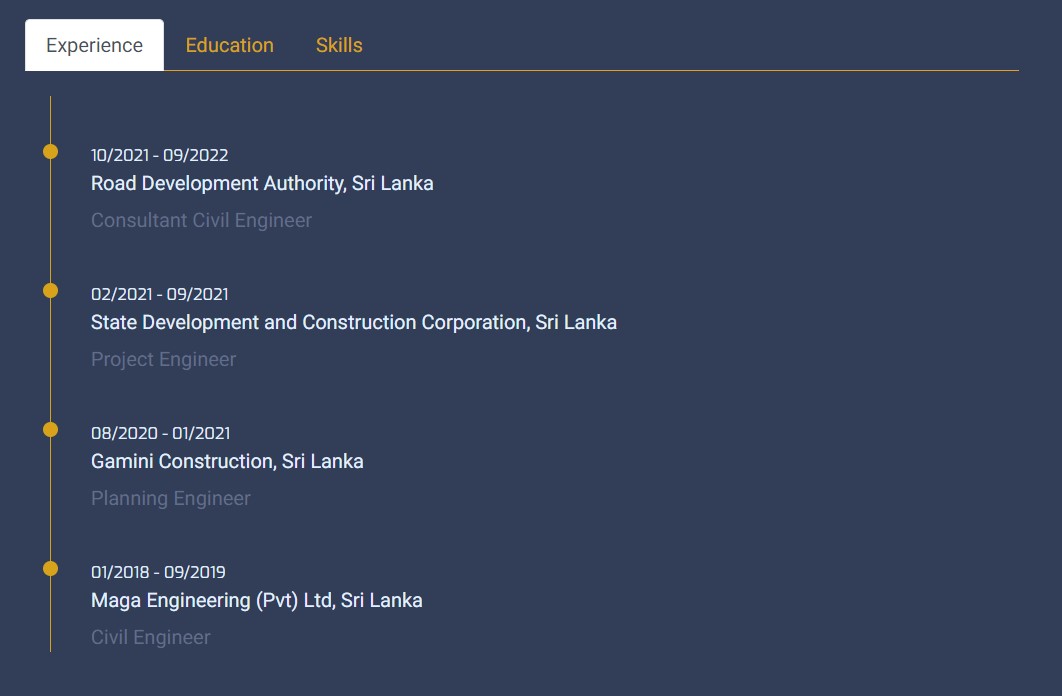 Experience Education Skills
10/2021 - 09/2022
Road Development Authority, Sri Lanka
Consultant Civil Engineer
02/2021 - 09/2021
State Development and Construction Corporation, Sri Lanka
Project Engineer
08/2020 - 01/2021
Gamini Construction, Sri Lanka
Planning Engineer
01/2018 - 09/2019
Maga Engineering (Pvt) Ltd, Sri Lanka
Civil Engineer